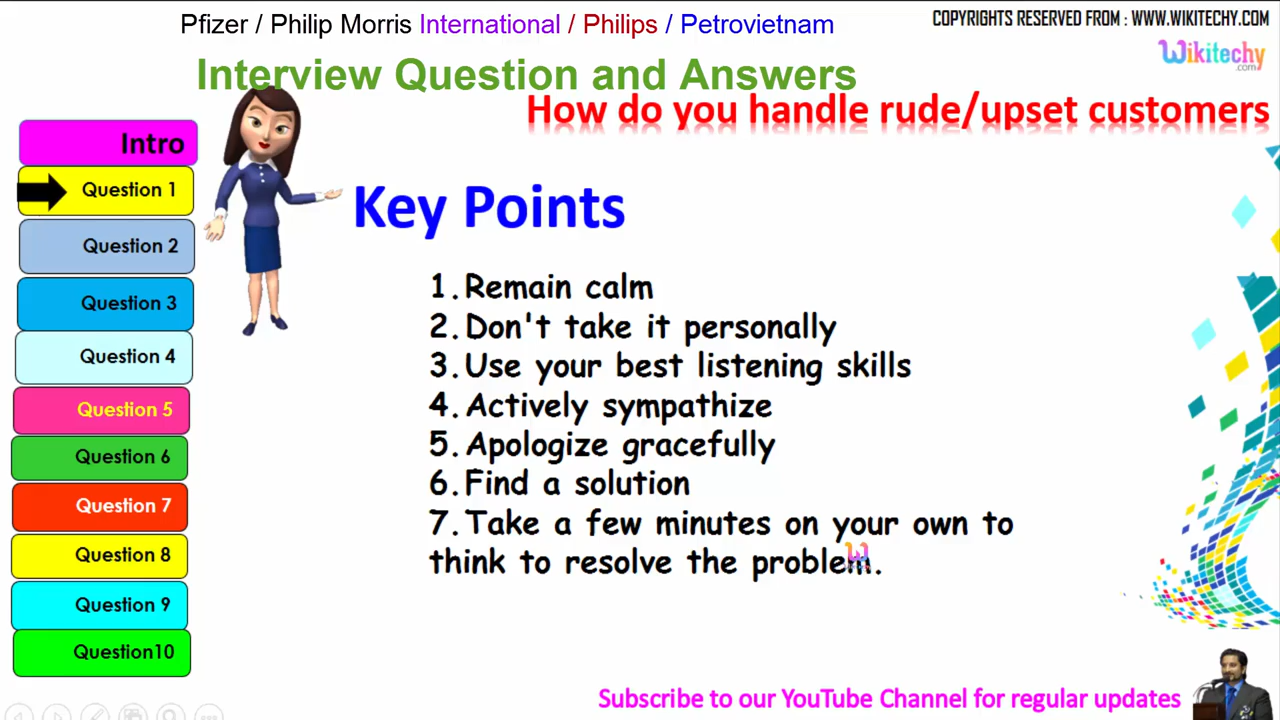 Pfizer / Philip Morris International / Philips / Petrovietnam
COPYRIGHTS RESERVED FROM : WWW.WIKITECHY.COM
Wikitechy
.com
Interview Question and Answers
How do you handle rude/upset customers
Intro
Question 1
Question 2
Question 3
Question 4
Question 5
Question 6
Question 7
Question 8
Question 9
Question10
Key Points
1. Remain calm
2. Don't take it personally
3. Use your best listening skills
4. Actively sympathize
5. Apologize gracefully
6. Find a solution
7. Take a few minutes on your own to
think to resolve the problem.
W
Subscribe to our YouTube Channel for regular updates